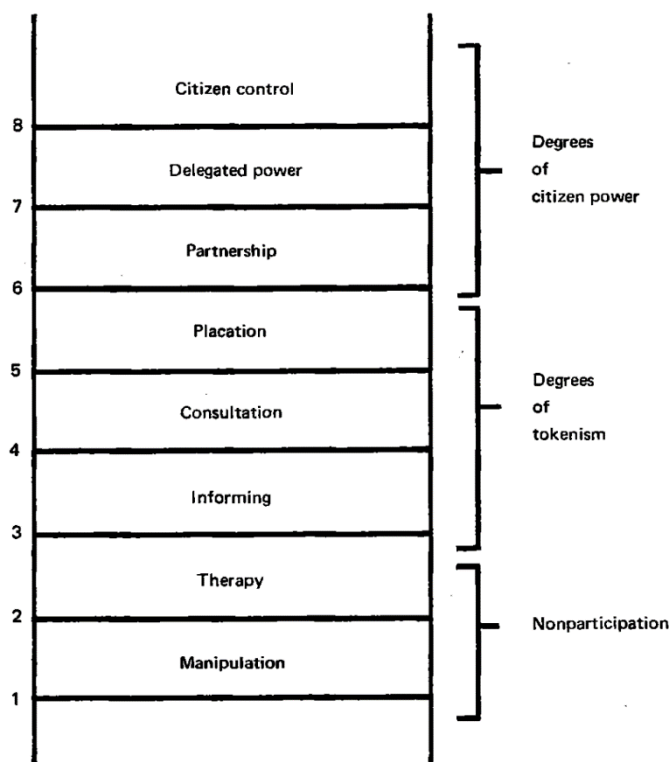 Citizen control
8
Delegated power
7
Partnership
6
Placation
5
Consultation
4
Informing
3
Therapy
2
Manipulation
1
Degrees
of
citizen power
Degrees
of
tokenism
Nonparticipation